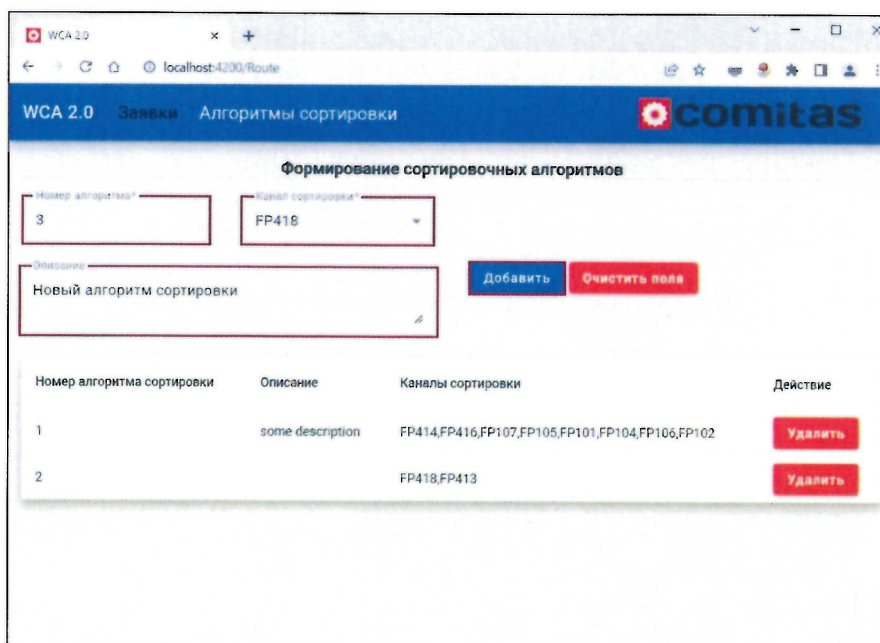 WCA 2.0
localhost:4200/Route
WCA 2.0 Заявки Алгоритмы сортировки comitas
Формирование сортировочных алгоритмов
Номер алгоритма* Канал сортировки*
3 FP418
Описание
Новый алгоритм сортировки
Добавить Очистить поля
Номер алгоритма сортировки Описание Каналы сортировки Действие
1 some description FP414,FP416,FP107,FP105,FP101,FP104,FP106,FP102 Удалить
2 FP418,FP413 Удалить